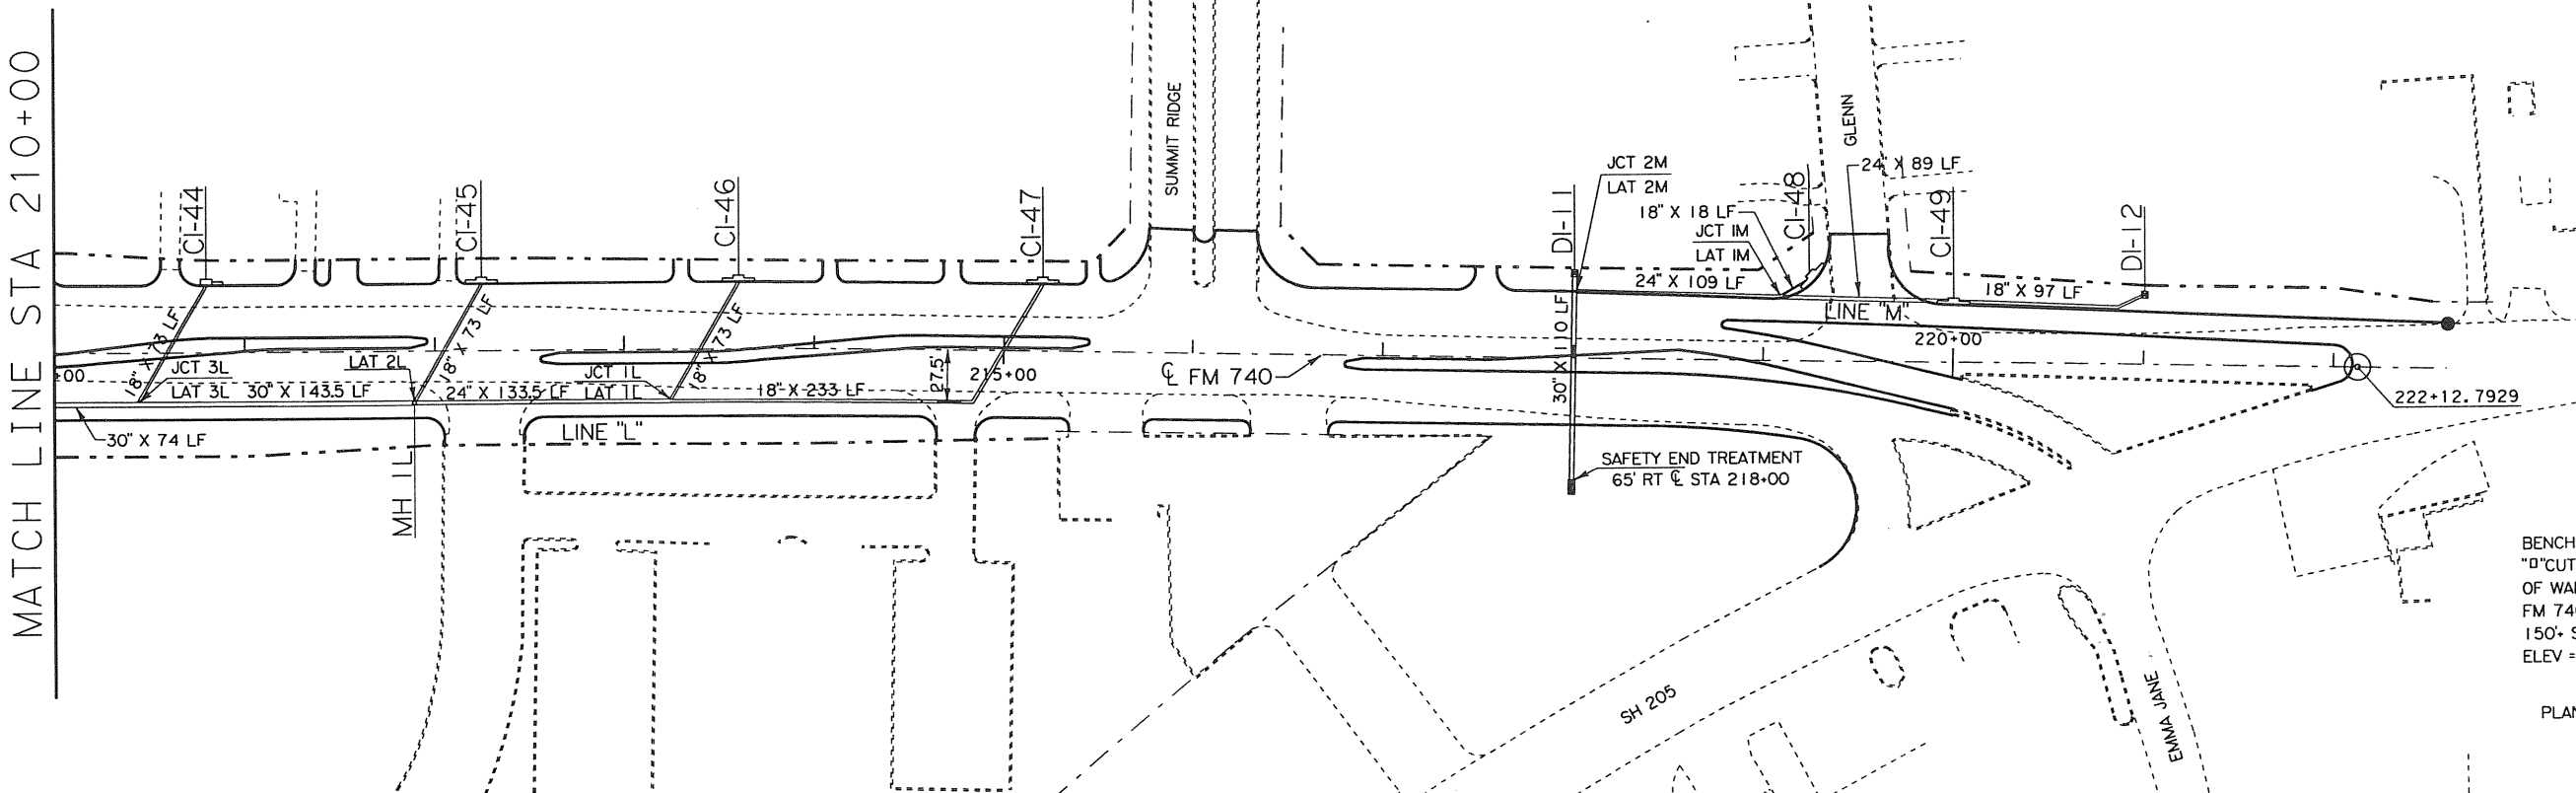 MATCH LINE STA 210+00
CI-44
CI-45
CI-46
CI-47
SUMMIT RIDGE
DI-11
JCT 2M
LAT 2M
18" X 18 LF
JCT 1M
LAT 1M
24" X 109 LF
CI-48
GLENN
24" X 89 LF
CI-49
18" X 97 LF
DI-12
LINE "M"
220+00
18" X 73 LF
18" X 73 LF
18" X 73 LF
+00
JCT 3L
LAT 3L
30" X 143.5 LF
LAT 2L
24" X 133.5 LF
JCT 1L
LAT 1L
18" X 233 LF
27.5'
215+00
℄ FM 740
30" X 110 LF
222+12.7929
30" X 74 LF
LINE "L"
MH 1L
SAFETY END TREATMENT
65' RT ℄ STA 218+00
SH 205
EMMA JANE
BENCH
"□"CUT
OF WA
FM 74
150'+ S
ELEV =
PLAN